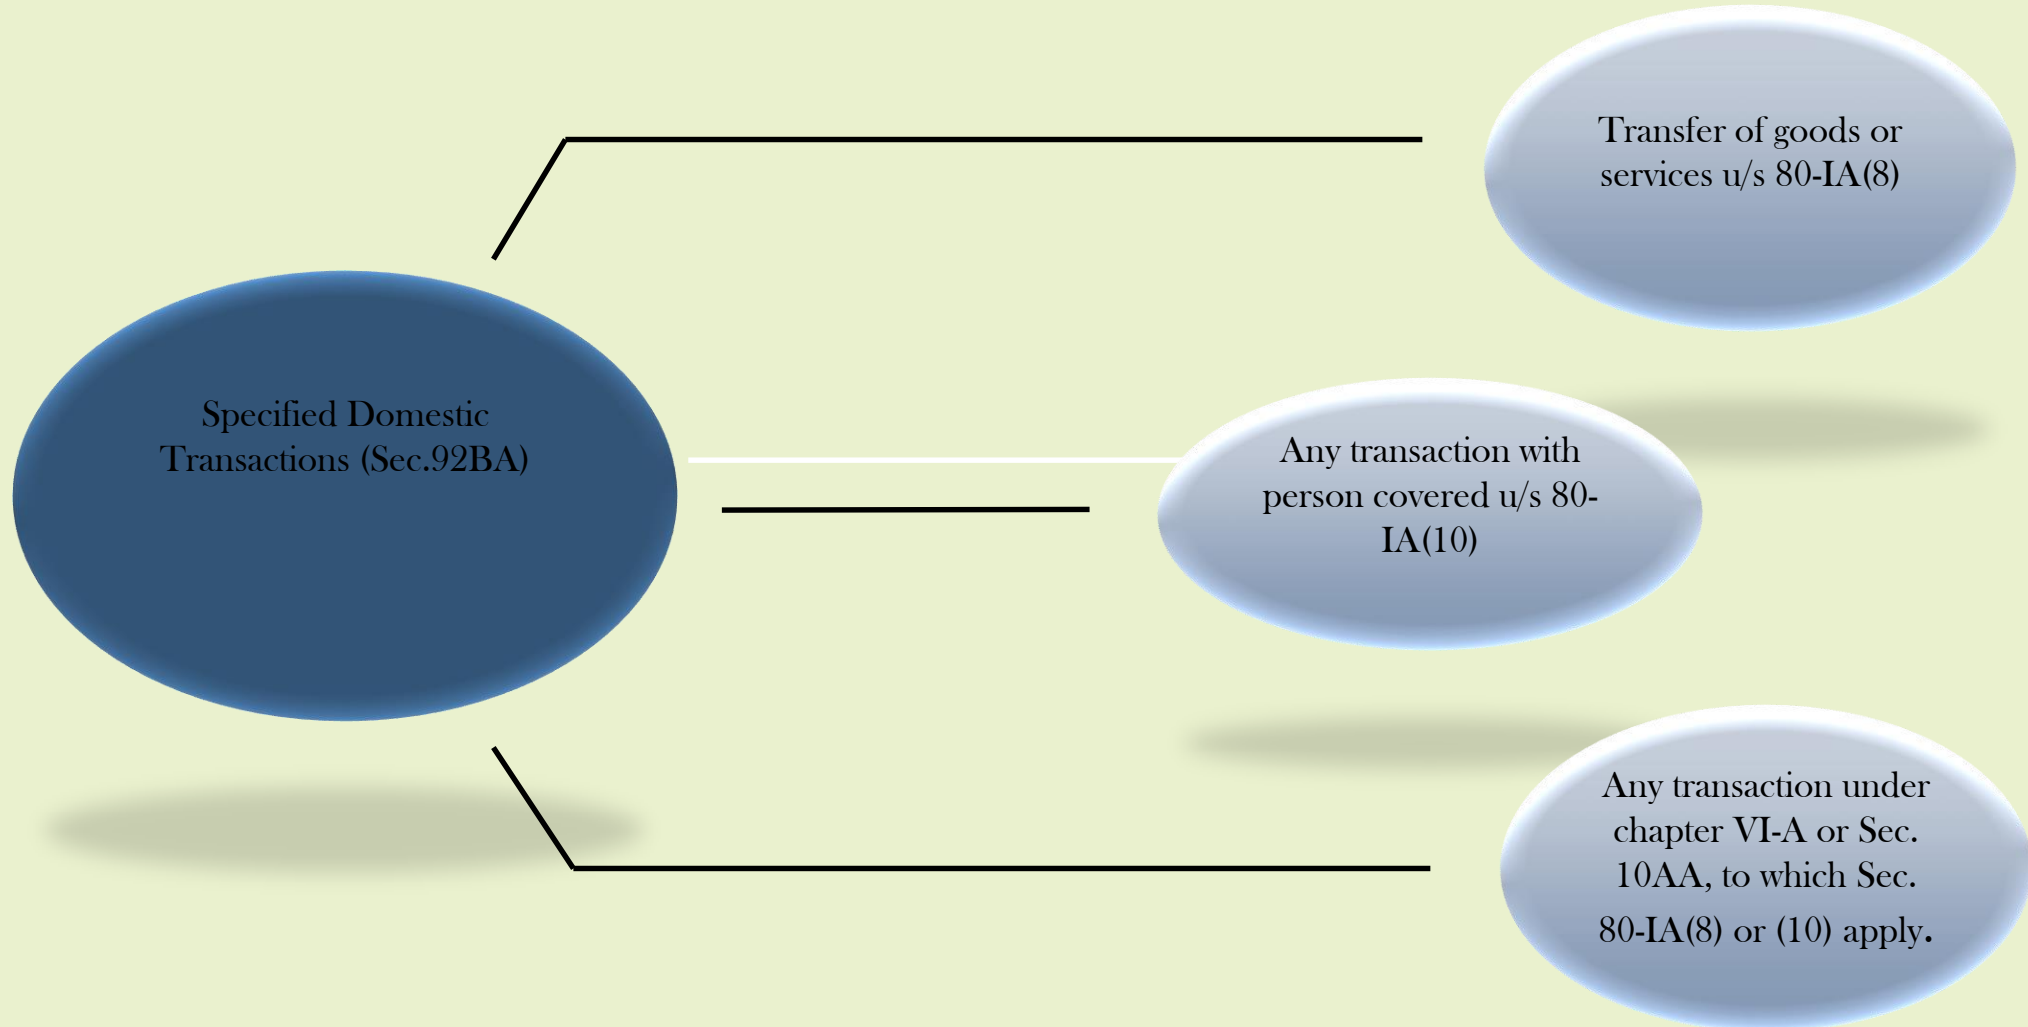 Transfer of goods or
services u/s 80-IA(8)
Specified Domestic
Transactions (Sec.92BA)
Any transaction with
person covered u/s 80-
IA(10)
Any transaction under
chapter VI-A or Sec.
10AA, to which Sec.
80-IA(8) or (10) apply.